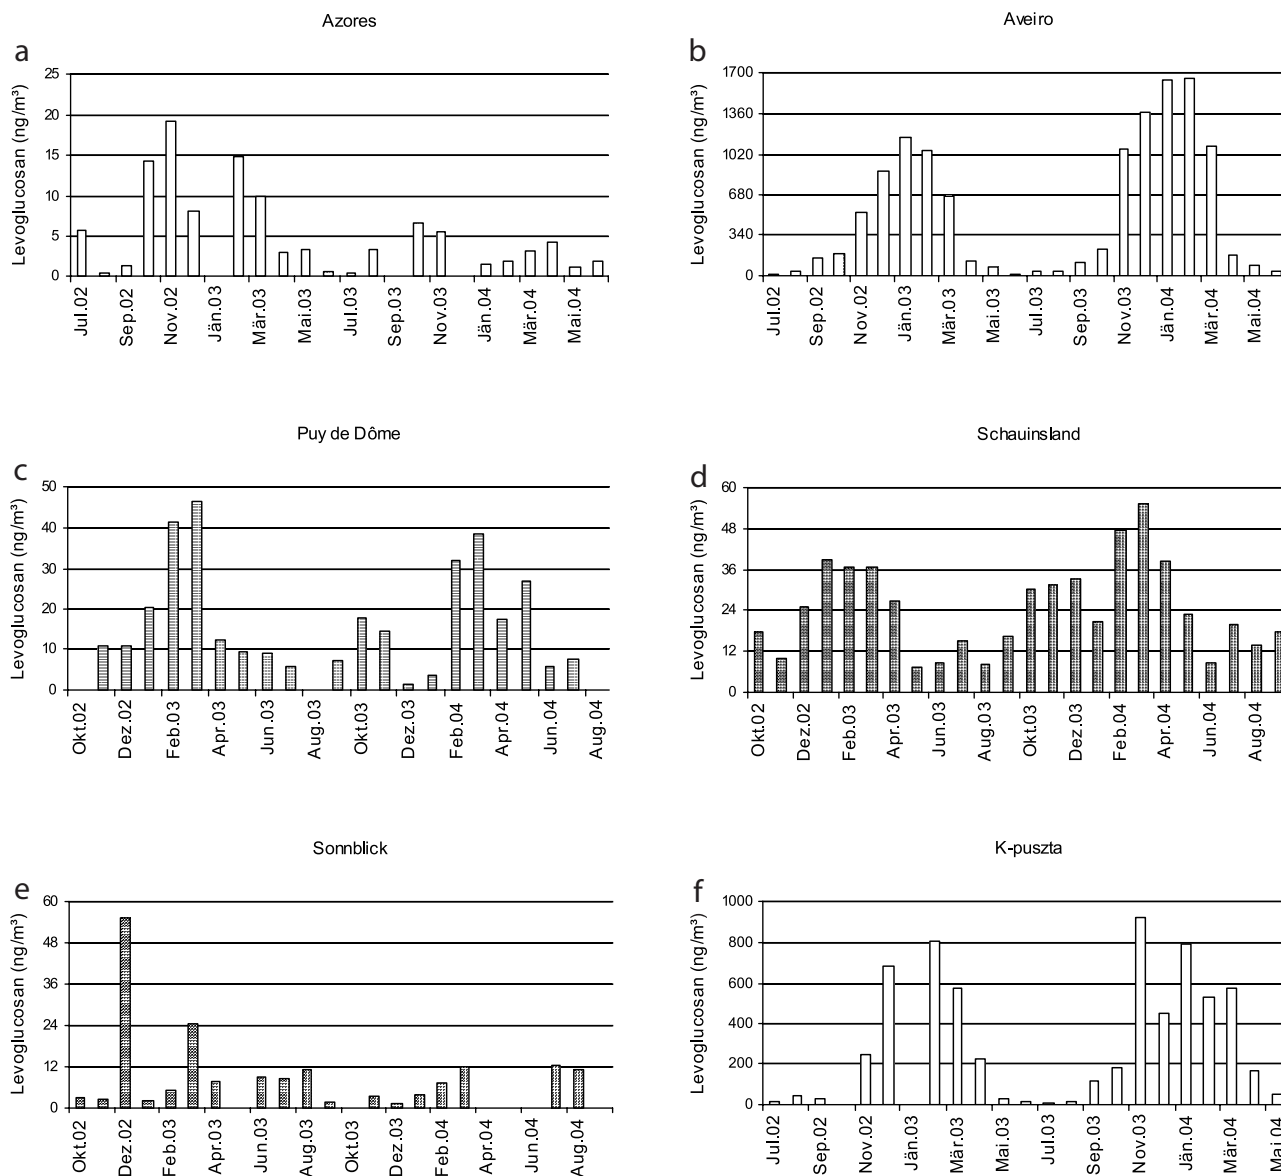 Azores
a
Levoglucosan (ng/m³)
25
20
15
10
5
0
Jul.02
Sep.02
Nov.02
Jän.03
Mär.03
Mai.03
Jul.03
Sep.03
Nov.03
Jän.04
Mär.04
Mai.04
Aveiro
b
Levoglucosan (ng/m³)
1700
1360
1020
680
340
0
Jul.02
Sep.02
Nov.02
Jän.03
Mär.03
Mai.03
Jul.03
Sep.03
Nov.03
Jän.04
Mär.04
Mai.04
Puy de Dôme
c
Levoglucosan (ng/m³)
50
40
30
20
10
0
Okt.02
Dez.02
Feb.03
Apr.03
Jun.03
Aug.03
Okt.03
Dez.03
Feb.04
Apr.04
Jun.04
Aug.04
Schauinsland
d
Levoglucosan (ng/m³)
60
48
36
24
12
0
Okt.02
Dez.02
Feb.03
Apr.03
Jun.03
Aug.03
Okt.03
Dez.03
Feb.04
Apr.04
Jun.04
Aug.04
Sonnblick
e
Levoglucosan (ng/m³)
60
48
36
24
12
0
Okt.02
Dez.02
Feb.03
Apr.03
Jun.03
Aug.03
Okt.03
Dez.03
Feb.04
Apr.04
Jun.04
Aug.04
K-puszta
f
Levoglucosan (ng/m³)
1000
800
600
400
200
0
Jul.02
Sep.02
Nov.02
Jän.03
Mär.03
Mai.03
Jul.03
Sep.03
Nov.03
Jän.04
Mär.04
Mai.04